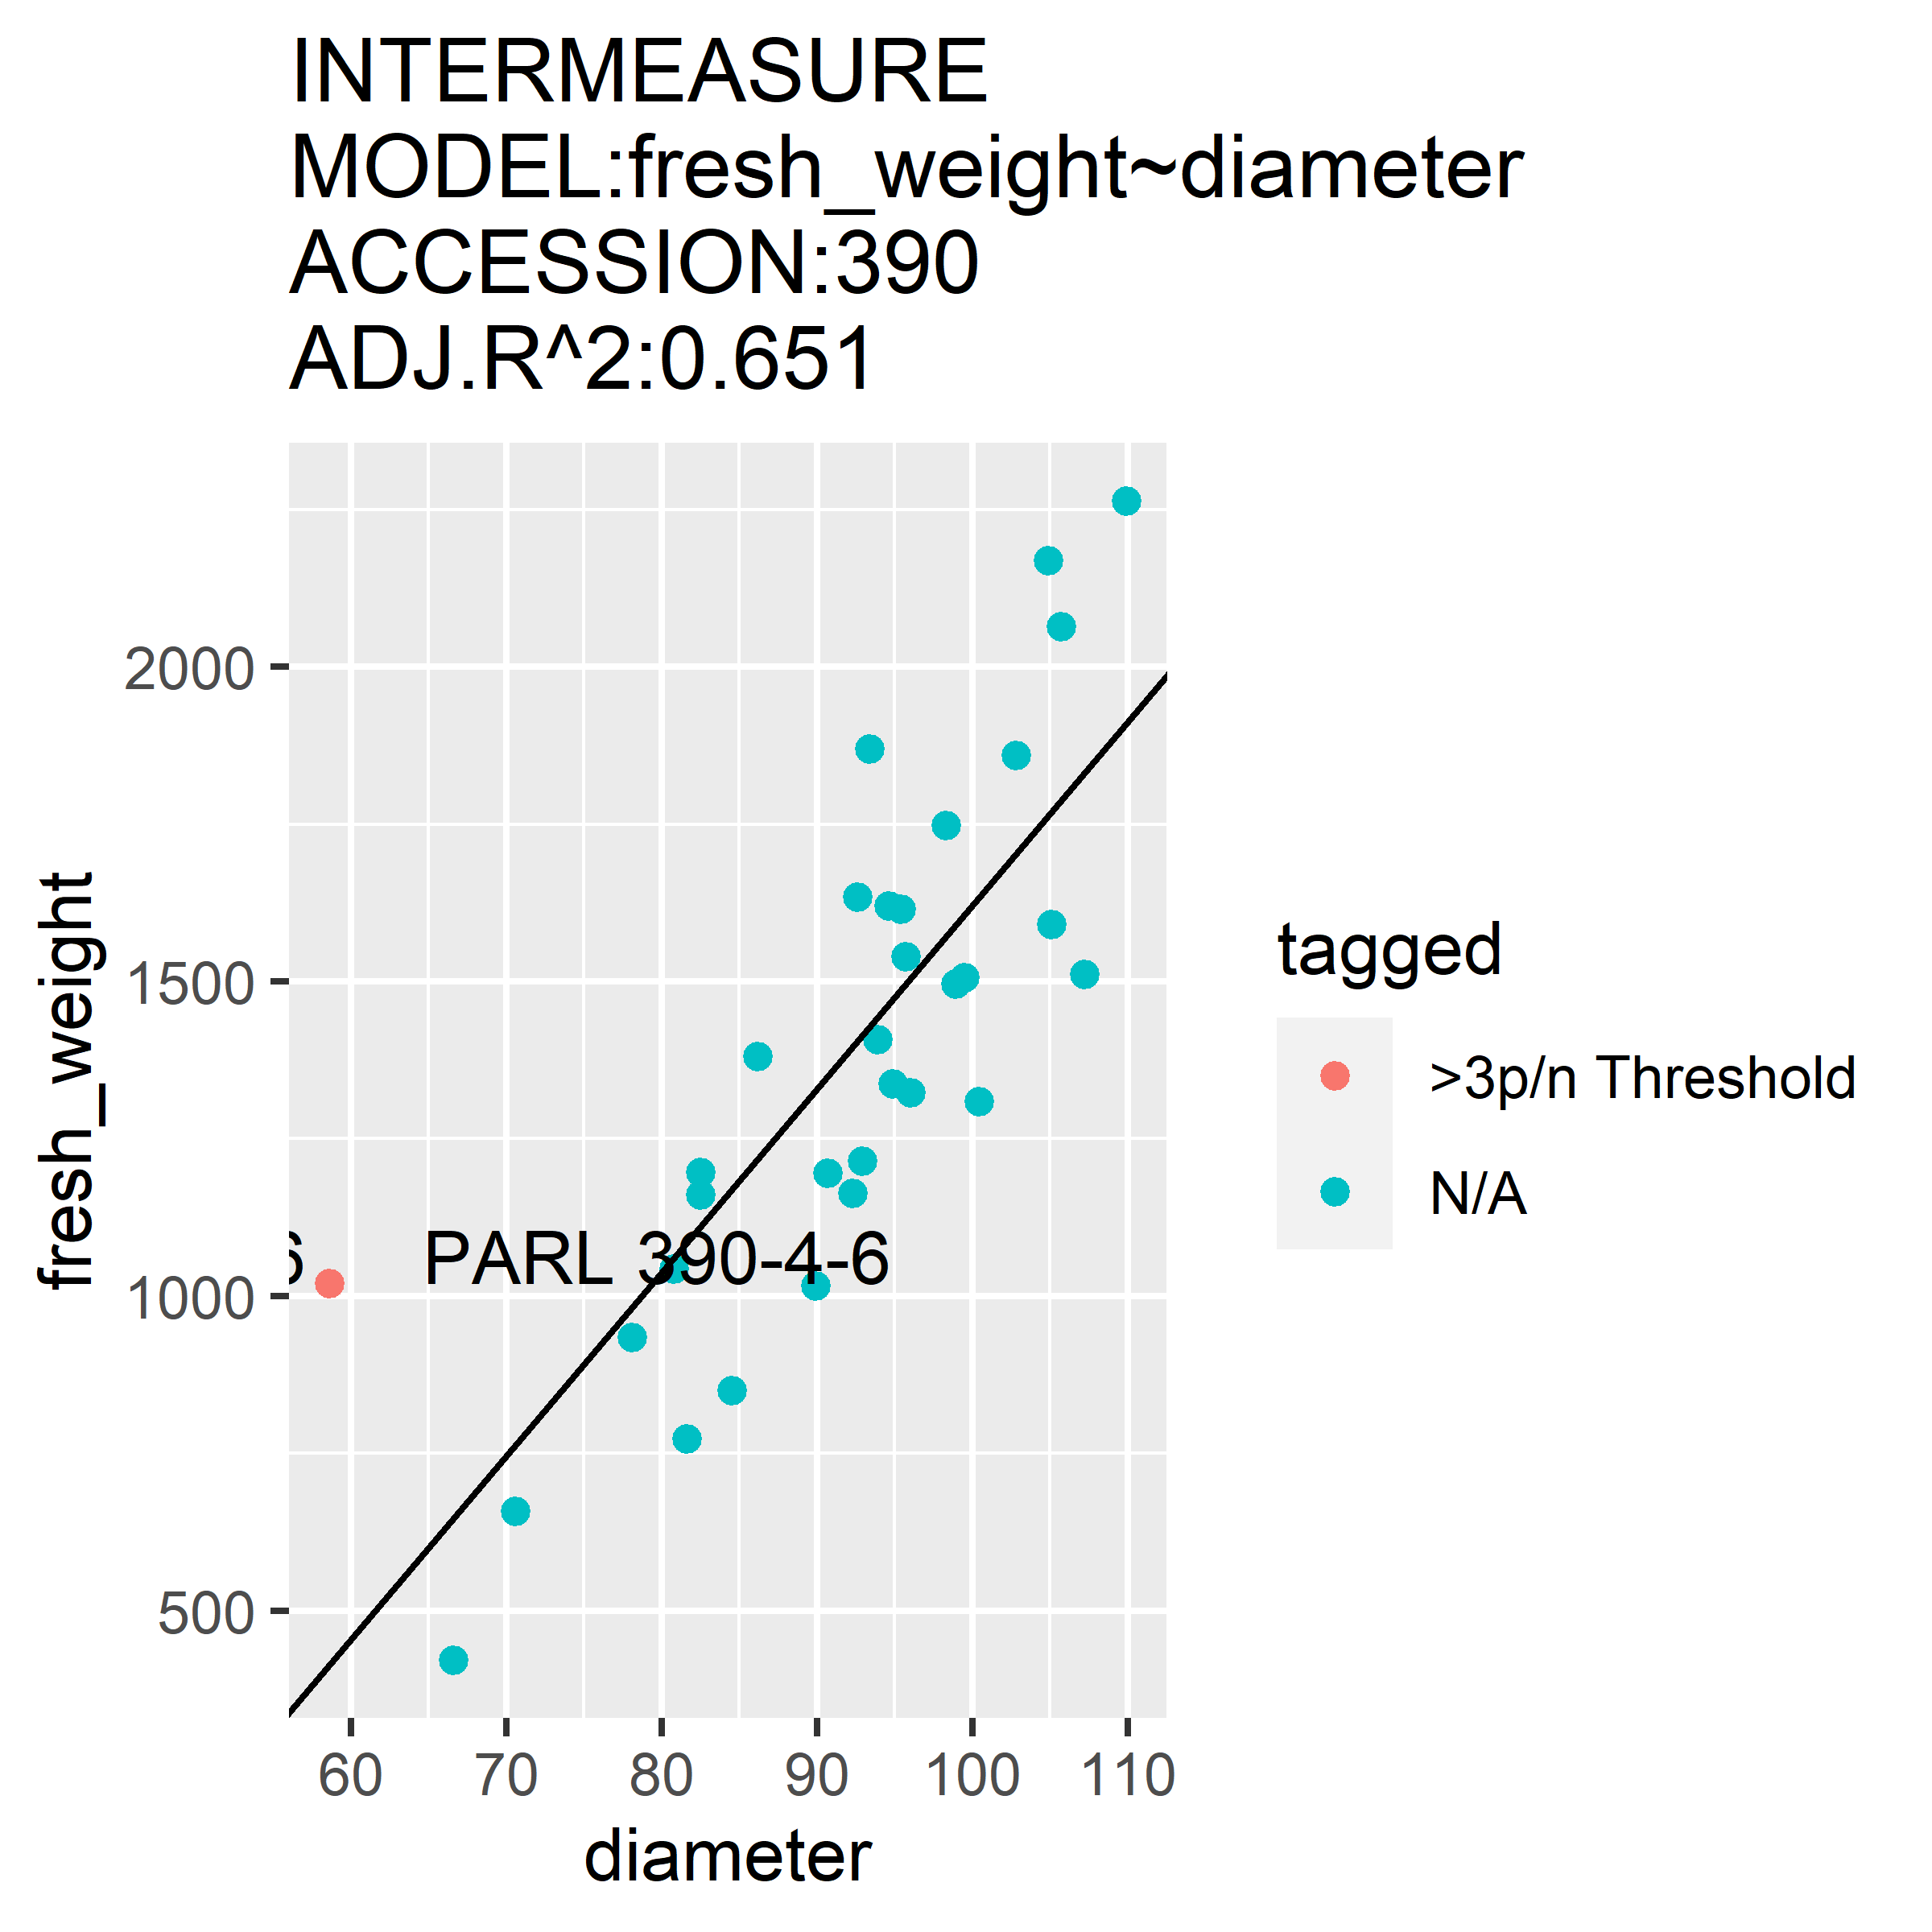 INTERMEASURE
MODEL:fresh_weight~diameter
ACCESSION:390
ADJ.R^2:0.651
2000
1500
1000
500
fresh_weight
6 PARL 390-4-6
60 70 80 90 100 110
diameter
tagged
>3p/n Threshold
N/A